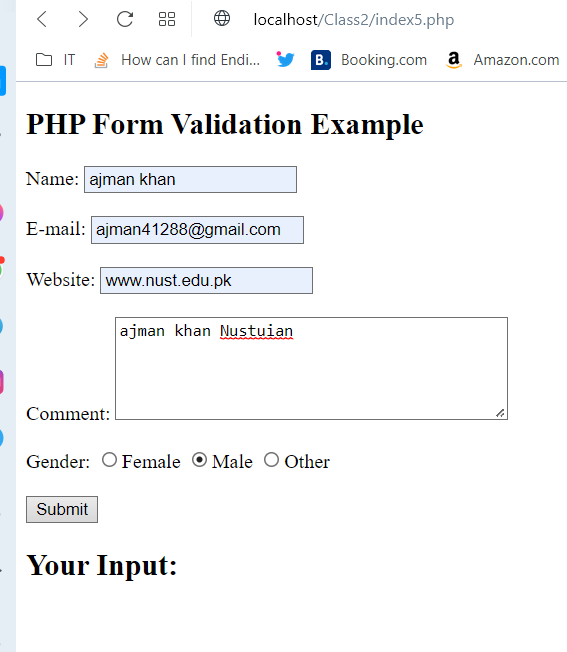 localhost/Class2/index5.php
IT How can I find Endi... B. Booking.com a Amazon.com
PHP Form Validation Example
Name: ajman khan
E-mail: ajman41288@gmail.com
Website: www.nust.edu.pk
ajman khan Nustuian
Comment:
Gender: Female Male Other
Submit
Your Input: